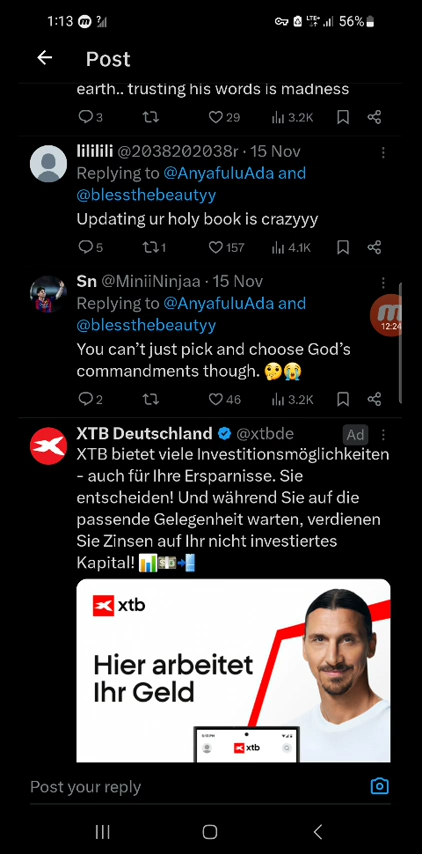 1:13
LTE+ 56%
Post
earth.. trusting his words is madness
3 29 3.2K
lilililili @2038202038r · 15 Nov
Replying to @AnyafuluAda and
@blessthebeautyy
Updating ur holy book is crazyyy
5 1 157 4.1K
Sn @MiniiNinjaa · 15 Nov
Replying to @AnyafuluAda and
@blessthebeautyy
12:24
You can’t just pick and choose God’s
commandments though. 🤔😭
2 46 3.2K
XTB Deutschland @xtbde Ad
XTB bietet viele Investitionsmöglichkeiten
- auch für Ihre Ersparnisse. Sie
entscheiden! Und während Sie auf die
passende Gelegenheit warten, verdienen
Sie Zinsen auf Ihr nicht investiertes
Kapital! 📊💵📲
xtb
Hier arbeitet
Ihr Geld
xtb
Post your reply